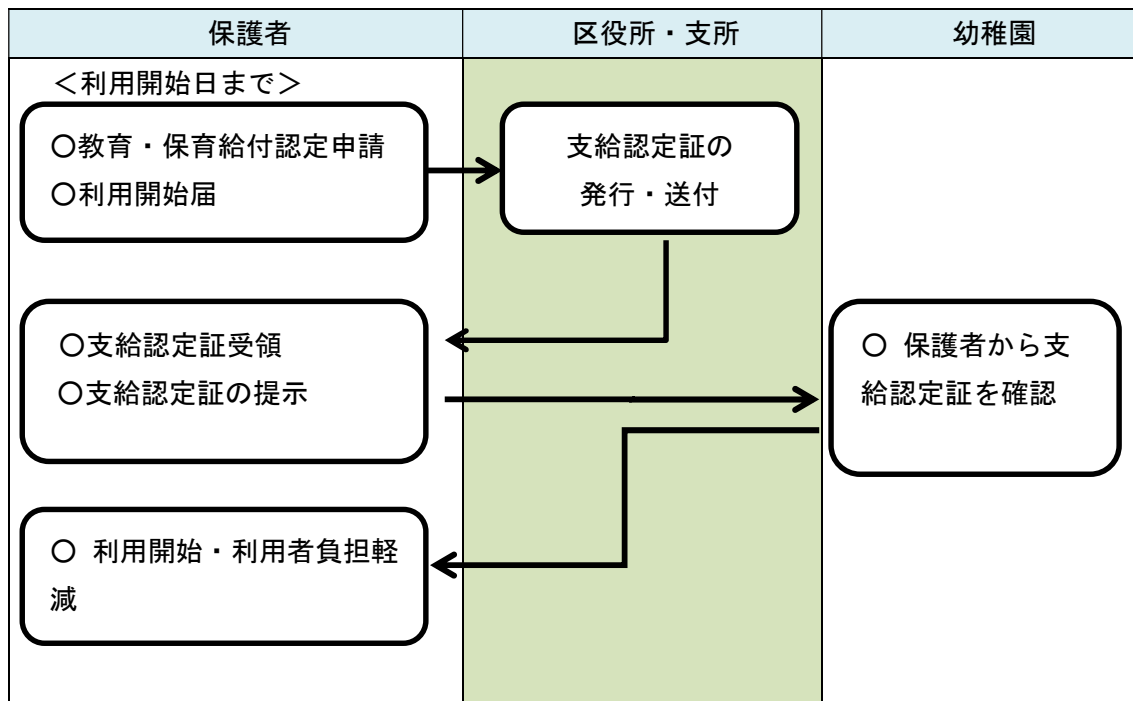 保護者
区役所・支所
幼稚園
＜利用開始日まで＞
〇教育・保育給付認定申請
〇利用開始届
支給認定証の
発行・送付
〇支給認定証受領
〇支給認定証の提示
〇 保護者から支
給認定証を確認
〇 利用開始・利用者負担軽
減